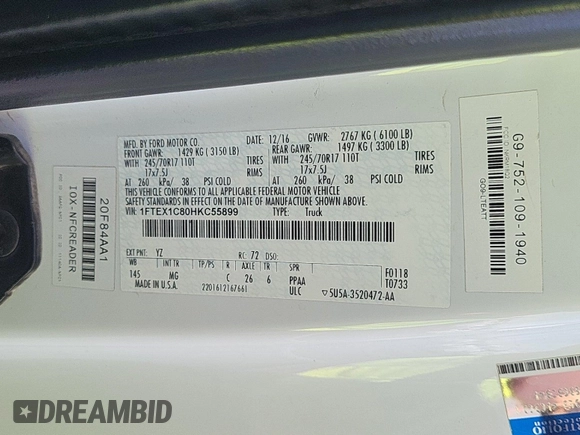 MFD. BY FORD MOTOR CO.
12/16
GVWR: 2767 KG ( 6100 LB)
FRONT GAWR: 1429 KG ( 3150 LB)
REAR GAWR: 1497 KG ( 3300 LB)
WITH 245/70R17 110T TIRES
WITH 245/70R17 110T TIRES
17x7.5J RIMS
17x7.5J RIMS
AT 260 kPa/ 38 PSI COLD
AT 260 kPa/ 38 PSI COLD
THIS VEHICLE CONFORMS TO ALL APPLICABLE FEDERAL MOTOR VEHICLE
SAFETY STANDARDS IN EFFECT ON THE DATE OF MANUFACTURE SHOWN ABOVE.
VIN: 1FTEX1C80HKC55899
TYPE: Truck
EXT PNT: YZ
RC: 72 DSO:
WB INT TR TP/PS R AXLE TR SPR
145 MG C 26 6 PPAA
ULC
F0118
T0733
MADE IN U.S.A.
2201612167661
5U5A-3520472-AA
20F84AA1
IOX-NFCREADER
G9-752-109-1940
GO9-LTEATT
DREAMBID